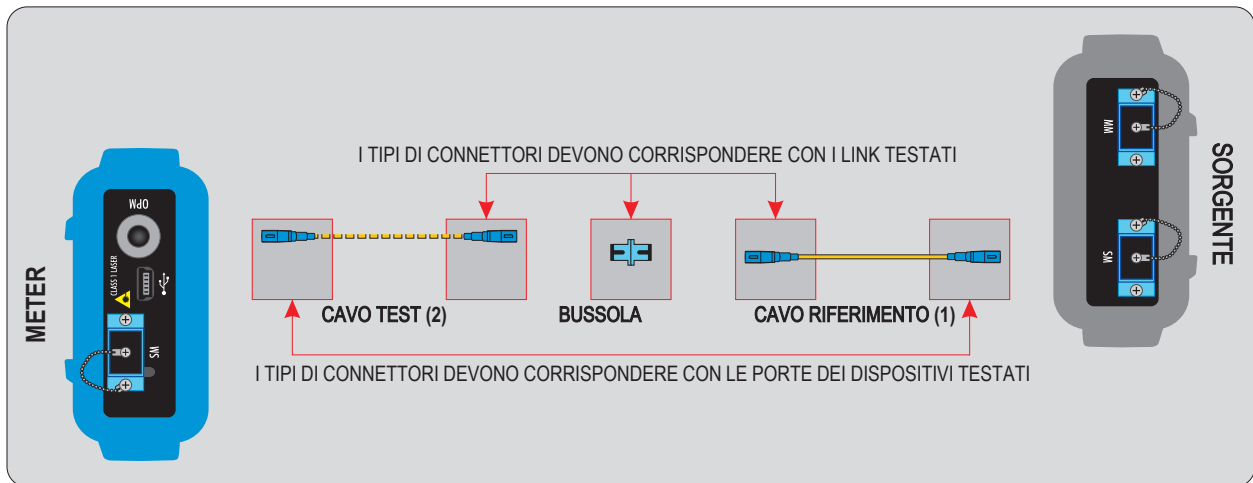 I TIPI DI CONNETTORI DEVONO CORRISPONDERE CON I LINK TESTATI
METER
OPM
CLASS 1 LASER
SM
CAVO TEST (2)
BUSSOLA
CAVO RIFERIMENTO (1)
MM
SM
SORGENTE
I TIPI DI CONNETTORI DEVONO CORRISPONDERE CON LE PORTE DEI DISPOSITIVI TESTATI